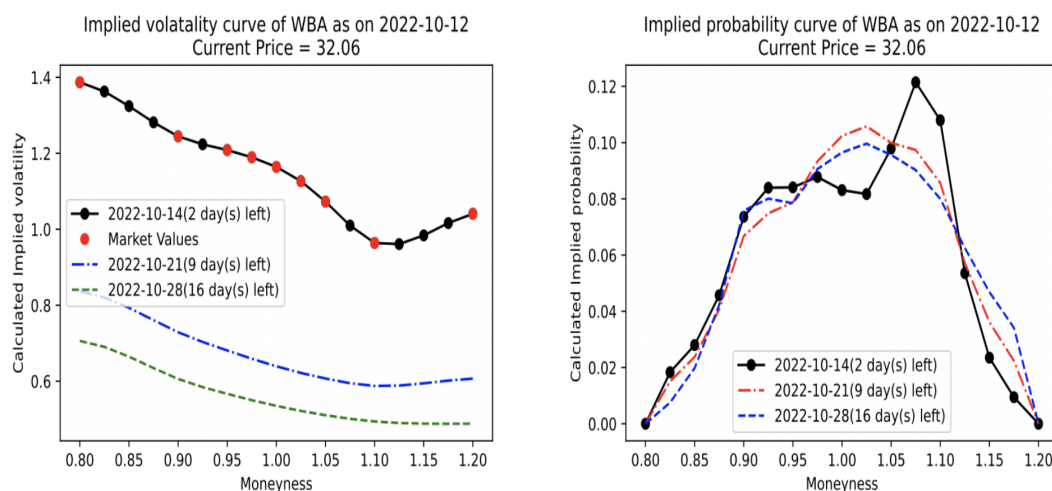 Implied volatality curve of WBA as on 2022-10-12
Current Price = 32.06
Calculated Implied volatility
1.4
1.2
1.0
0.8
0.6
2022-10-14(2 day(s) left)
Market Values
2022-10-21(9 day(s) left)
2022-10-28(16 day(s) left)
0.80 0.85 0.90 0.95 1.00 1.05 1.10 1.15 1.20
Moneyness
Implied probability curve of WBA as on 2022-10-12
Current Price = 32.06
Calculated Implied probability
0.12
0.10
0.08
0.06
0.04
0.02
0.00
2022-10-14(2 day(s) left)
2022-10-21(9 day(s) left)
2022-10-28(16 day(s) left)
0.80 0.85 0.90 0.95 1.00 1.05 1.10 1.15 1.20
Moneyness